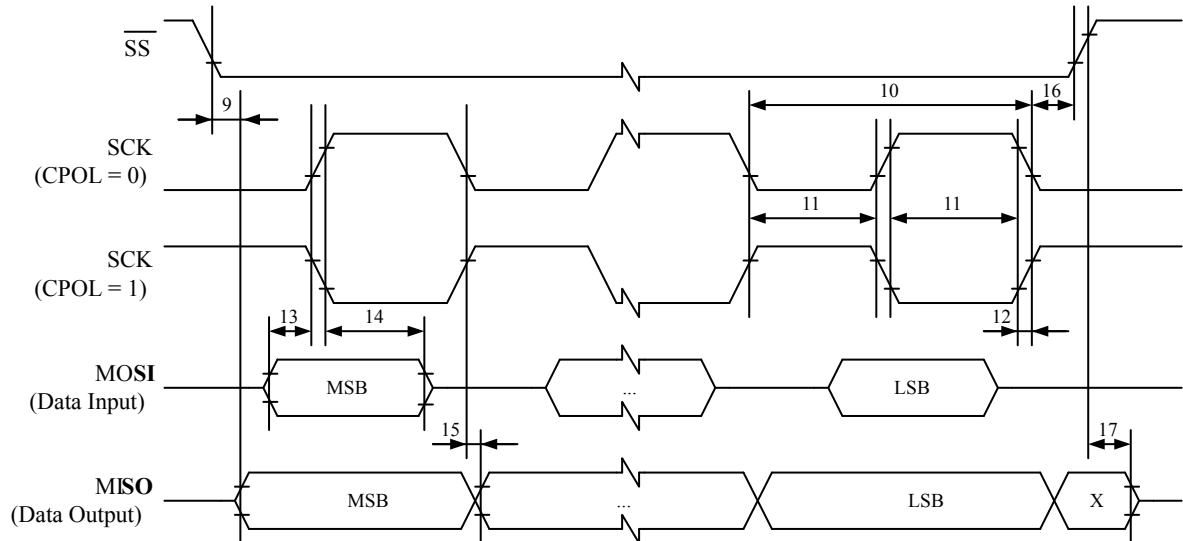 SS
9
10
16
SCK
(CPOL = 0)
11
11
SCK
(CPOL = 1)
13
14
12
MOSI
(Data Input)
MSB
...
LSB
15
17
MISO
(Data Output)
MSB
...
LSB
X